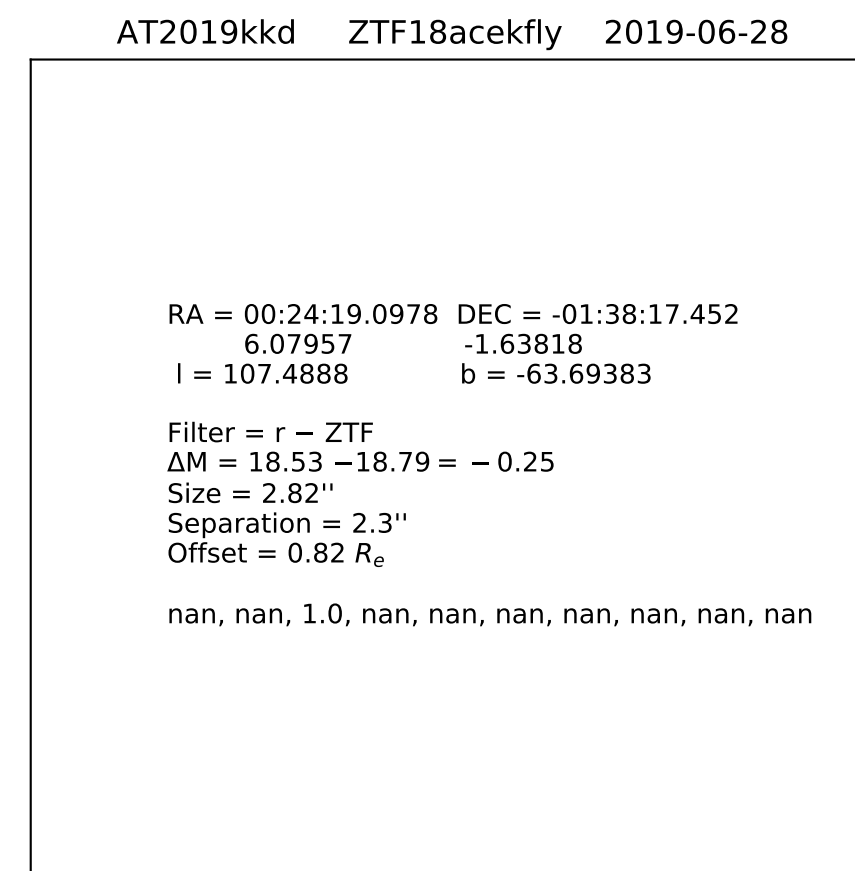 AT2019kkd ZTF18acekfly 2019-06-28
RA = 00:24:19.0978 DEC = -01:38:17.452
6.07957 -1.63818
l = 107.4888 b = -63.69383
Filter = r − ZTF
ΔM = 18.53 −18.79 = − 0.25
Size = 2.82''
Separation = 2.3''
Offset = 0.82 Rₑ
nan, nan, 1.0, nan, nan, nan, nan, nan, nan, nan